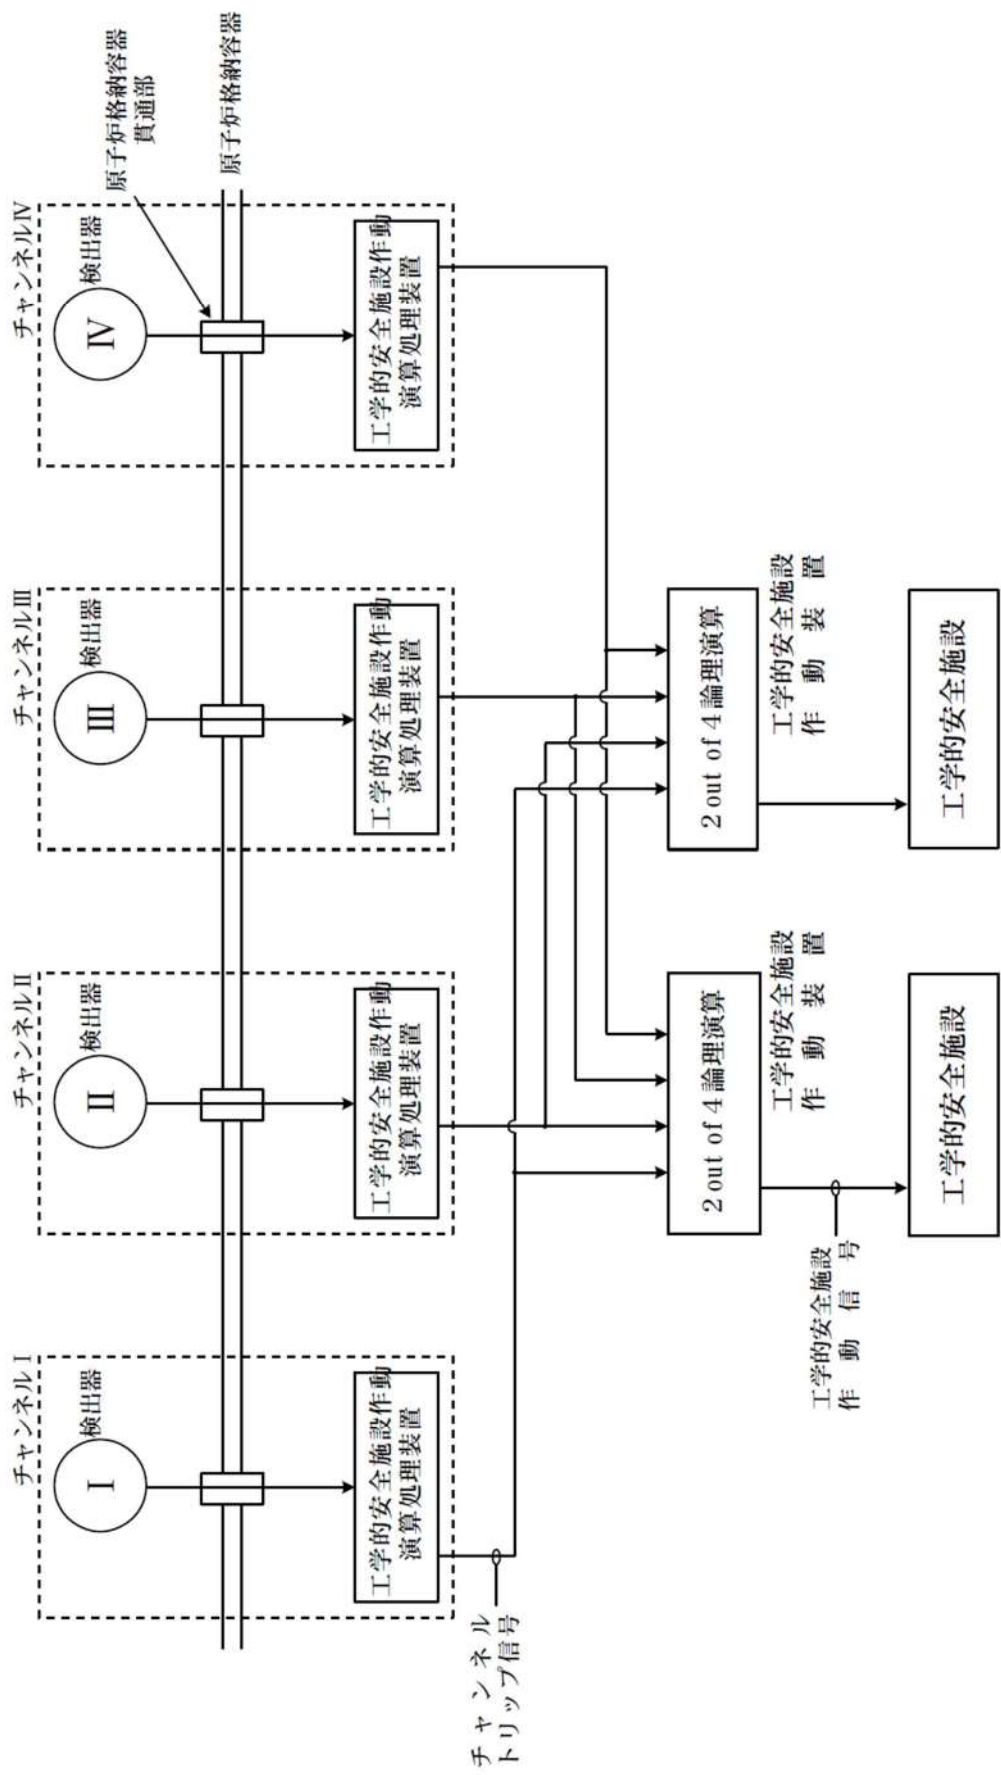 チャンネルⅠ
検出器
Ⅰ
工学的安全施設作動
演算処理装置
チャンネルⅡ
検出器
Ⅱ
工学的安全施設作動
演算処理装置
チャンネルⅢ
検出器
Ⅲ
工学的安全施設作動
演算処理装置
チャンネルⅣ
検出器
Ⅳ
工学的安全施設作動
演算処理装置
原子炉格納容器
貫通部
原子炉格納容器
チャンネル
トリップ信号
2 out of 4 論理演算
工学的安全施設
作動装置
2 out of 4 論理演算
工学的安全施設
作動装置
工学的安全施設
作動信号
工学的安全施設
工学的安全施設